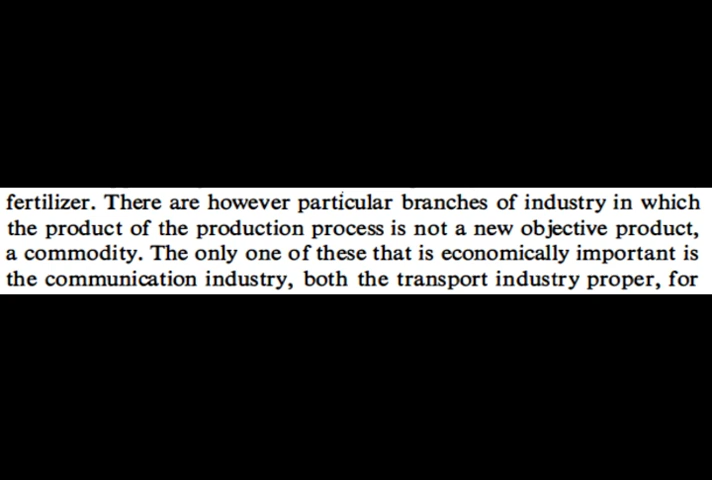 fertilizer. There are however particular branches of industry in which
the product of the production process is not a new objective product,
a commodity. The only one of these that is economically important is
the communication industry, both the transport industry proper, for